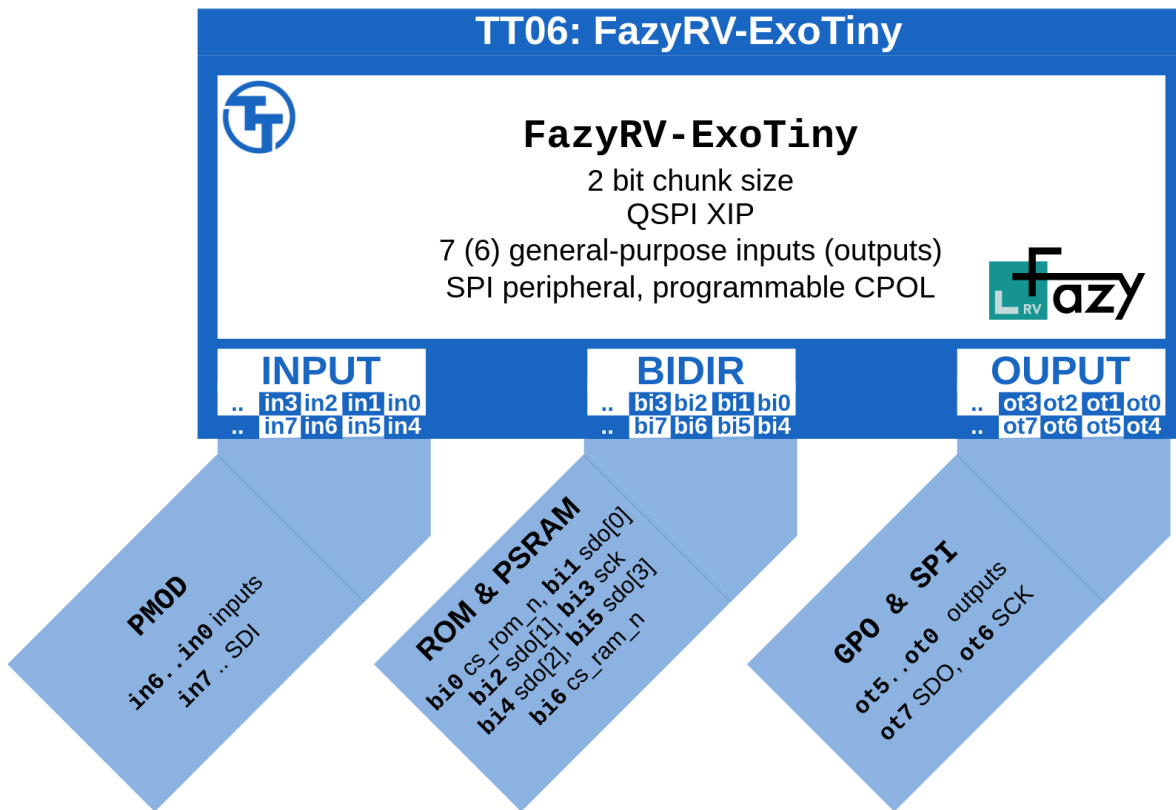 TT06: FazyRV-ExoTiny
TT
FazyRV-ExoTiny
2 bit chunk size
QSPI XIP
7 (6) general-purpose inputs (outputs)
SPI peripheral, programmable CPOL
RV Fazy
INPUT
.. in3 in2 in1 in0
.. in7 in6 in5 in4
BIDIR
.. bi3 bi2 bi1 bi0
.. bi7 bi6 bi5 bi4
OUPUT
.. ot3 ot2 ot1 ot0
.. ot7 ot6 ot5 ot4
PMOD
in6..in0 inputs
in7 .. SDI
ROM & PSRAM
bi0 cs_rom_n, bi1 sdo[0]
bi2 sdo[1], bi3 sck
bi4 sdo[2], bi5 sdo[3]
bi6 cs_ram_n
GPO & SPI
ot5..ot0 outputs
ot7 SDO, ot6 SCK